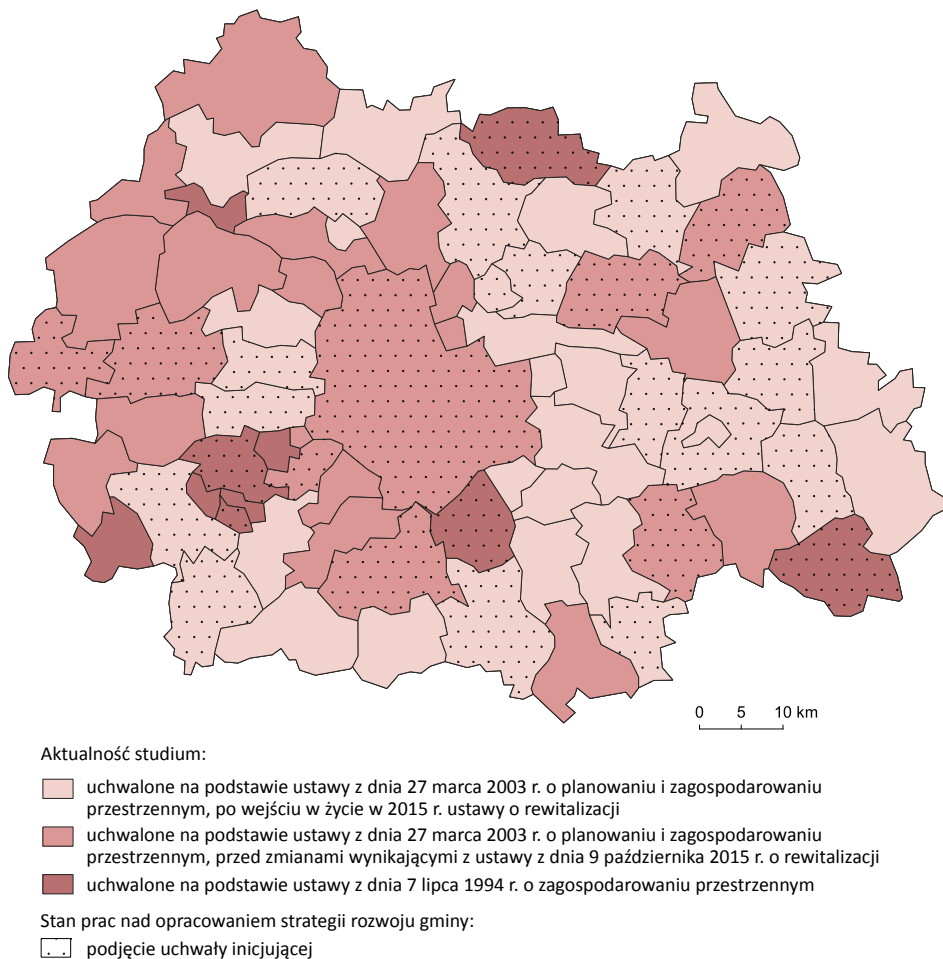 0 5 10 km
Aktualność studium:
uchwalone na podstawie ustawy z dnia 27 marca 2003 r. o planowaniu i zagospodarowaniu
przestrzennym, po wejściu w życie w 2015 r. ustawy o rewitalizacji
uchwalone na podstawie ustawy z dnia 27 marca 2003 r. o planowaniu i zagospodarowaniu
przestrzennym, przed zmianami wynikającymi z ustawy z dnia 9 października 2015 r. o rewitalizacji
uchwalone na podstawie ustawy z dnia 7 lipca 1994 r. o zagospodarowaniu przestrzennym
Stan prac nad opracowaniem strategii rozwoju gminy:
podjęcie uchwały inicjującej